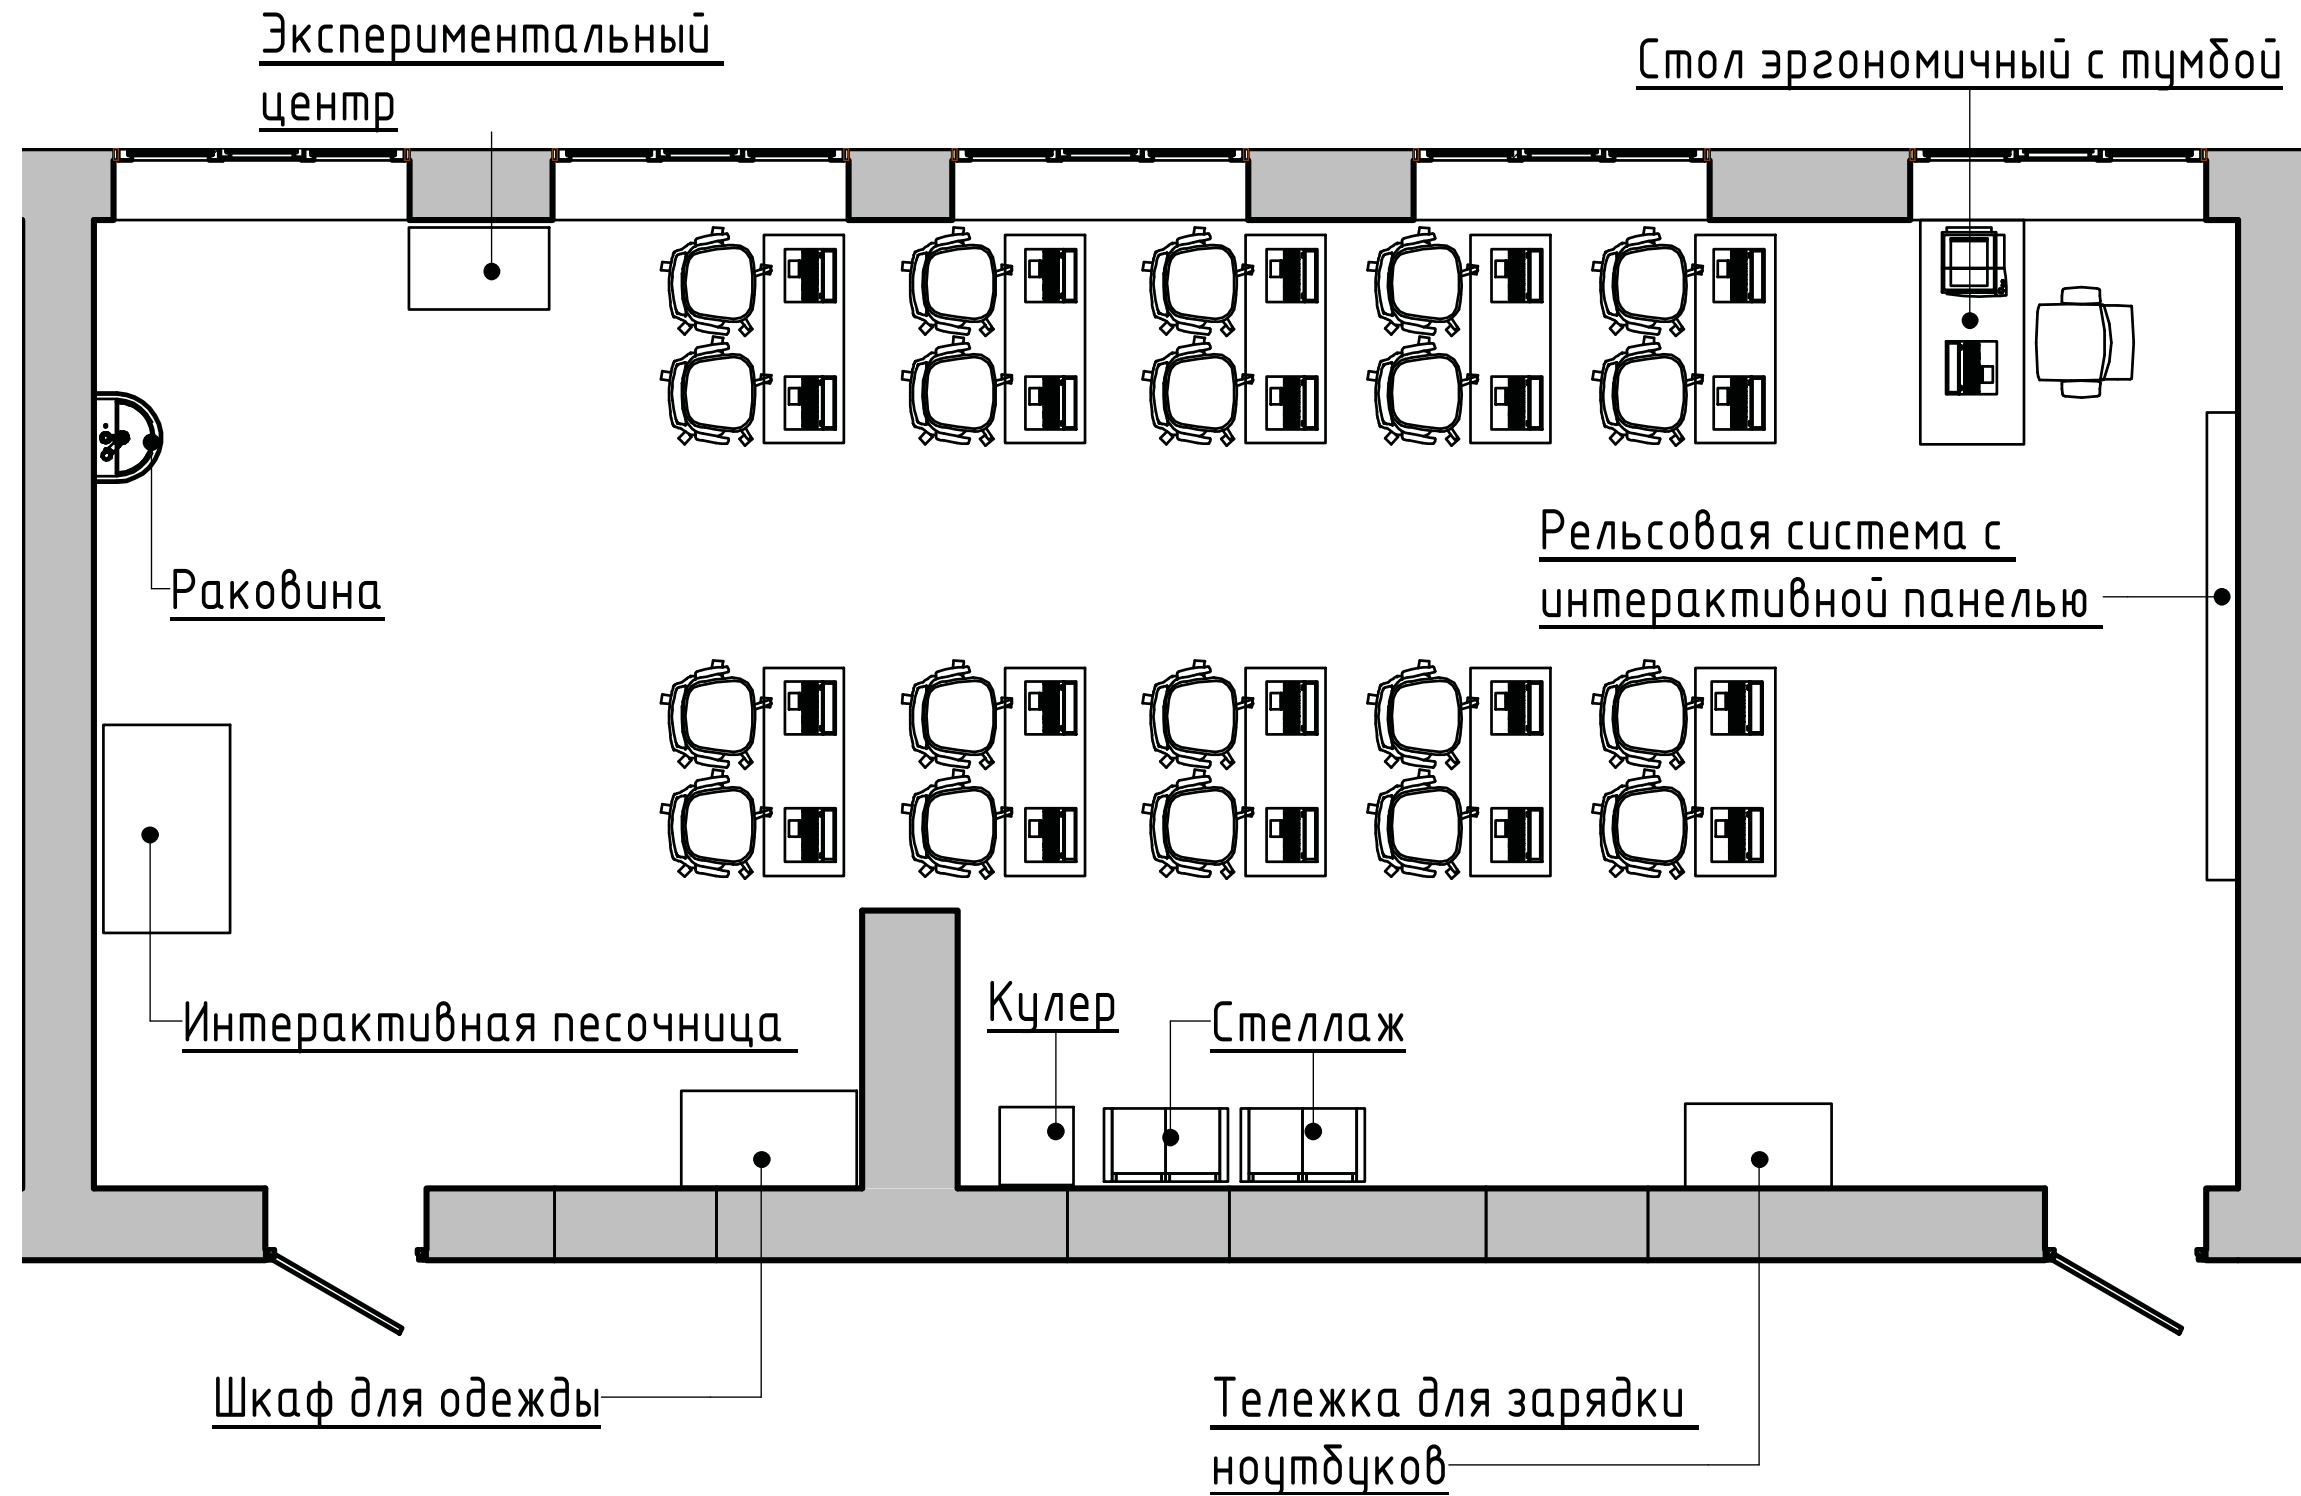 Экспериментальный
центр
Стол эргономичный с тумбой
Рельсовая система с
интерактивной панелью
Раковина
Интерактивная песочница
Кулер
Стеллаж
Шкаф для одежды
Тележка для зарядки
ноутбуков